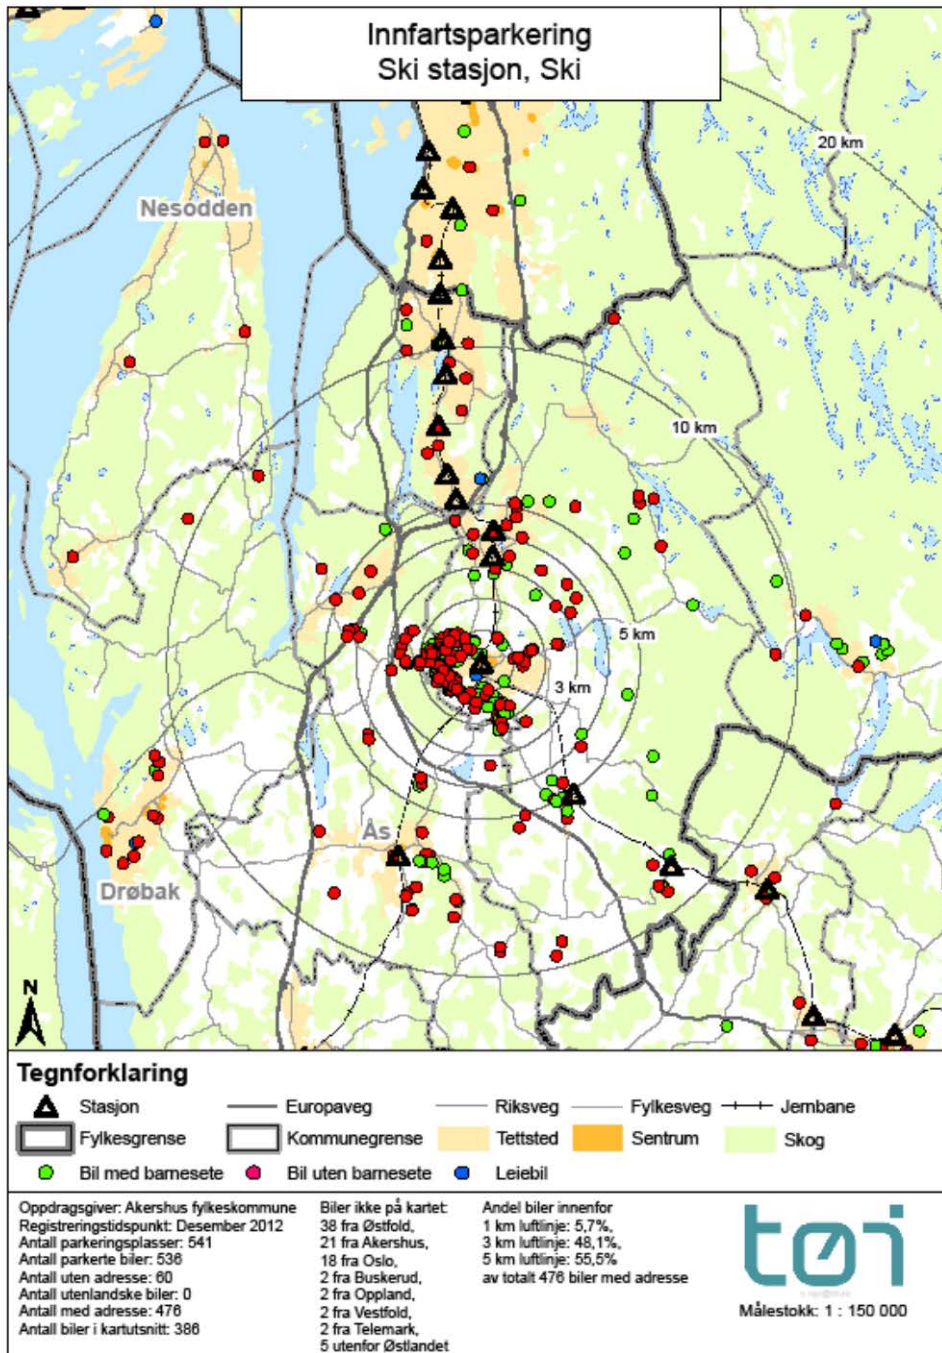 Innfartsparkering
Ski stasjon, Ski
20 km
Nesodden
10 km
5 km
3 km
Ås
Drøbak
N
Tegnforklaring
Stasjon Europaveg Riksveg Fylkesveg Jernbane
Fylkesgrense Kommunegrense Tettsted Sentrum Skog
Bil med barnesete Bil uten barnesete Leiebil
Oppdragsgiver: Akershus fylkeskommune
Registreringstidspunkt: Desember 2012
Antall parkeringsplasser: 541
Antall parkerte biler: 536
Antall uten adresse: 60
Antall utenlandske biler: 0
Antall med adresse: 476
Antall biler i kartutsnitt: 386
Biler ikke på kartet:
38 fra Østfold,
21 fra Akershus,
18 fra Oslo,
2 fra Buskerud,
2 fra Oppland,
2 fra Vestfold,
2 fra Telemark,
5 utenfor Østlandet
Andel biler innenfor
1 km luftlinje: 5,7%,
3 km luftlinje: 48,1%,
5 km luftlinje: 55,5%
av totalt 476 biler med adresse
tøi
Målestokk: 1 : 150 000